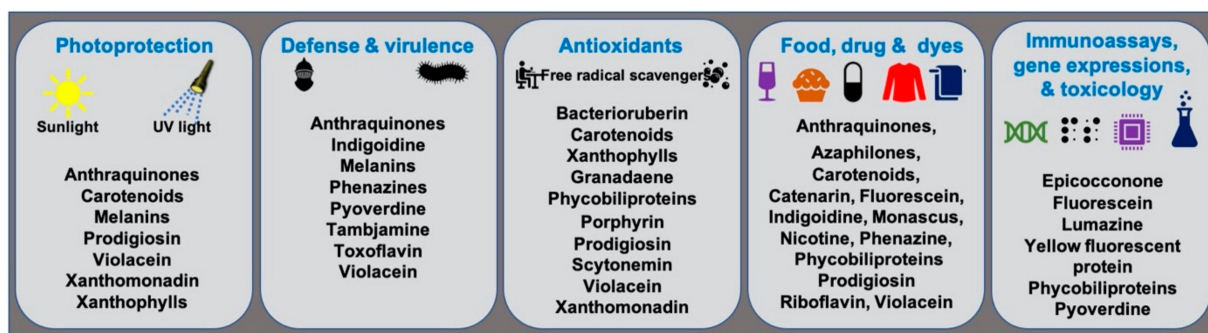 Photoprotection
Sunlight
UV light
Anthraquinones
Carotenoids
Melanins
Prodigiosin
Violacein
Xanthomonadin
Xanthophylls
Defense & virulence
Anthraquinones
Indigoidine
Melanins
Phenazines
Pyoverdine
Tambjamine
Toxoflavin
Violacein
Antioxidants
Free radical scavengers
Bacterioruberin
Carotenoids
Xanthophylls
Granadaene
Phycobiliproteins
Porphyrin
Prodigiosin
Scytonemin
Violacein
Xanthomonadin
Food, drug & dyes
Anthraquinones,
Azaphilones,
Carotenoids,
Catenarin, Fluorescein,
Indigoidine, Monascus,
Nicotine, Phenazine,
Phycobiliproteins
Prodigiosin
Riboflavin, Violacein
Immunoassays,
gene expressions,
& toxicology
Epicocconone
Fluorescein
Lumazine
Yellow fluorescent
protein
Phycobiliproteins
Pyoverdine